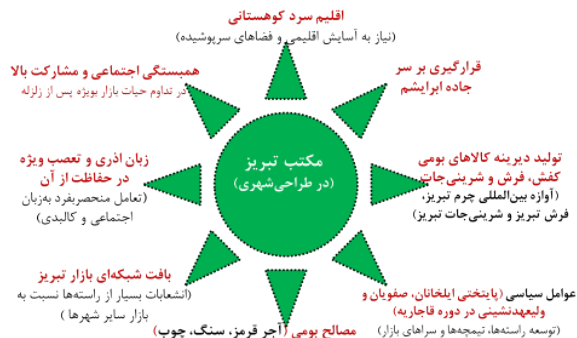 اقلیم سرد کوهستانی
(نیاز به آسایش اقلیمی و فضاهای سرپوشیده)
قرارگیری بر سر
جاده ابرایشم
تولید دیرینه کالاهای بومی
کفش، فرش و شرینی‌جات
(آوازه بین‌المللی چرم تبریز،
فرش تبریز و شرینی‌جات تبریز)
عوامل سیاسی (پایتختی ایلخانان، صفویان و
ولیعهدنشینی در دوره قاجاریه)
(توسعه راسته‌ها، تیمچه‌ها و سراهای بازار)
مصالح بومی (آجر قرمز، سنگ، چوب)
بافت شبکه‌ای بازار تبریز
(انشعابات بسیار از راسته‌ها نسبت به
بازار سایر شهرها )
زبان اذری و تعصب ویژه
در حفاظت از آن
(تعامل منحصربفرد به‌زبان
اجتماعی و کالبدی)
همبستگی اجتماعی و مشارکت بالا
در تداوم حیات بازار بویژه پس از زلزله
مکتب تبریز
(در طراحی‌شهری)